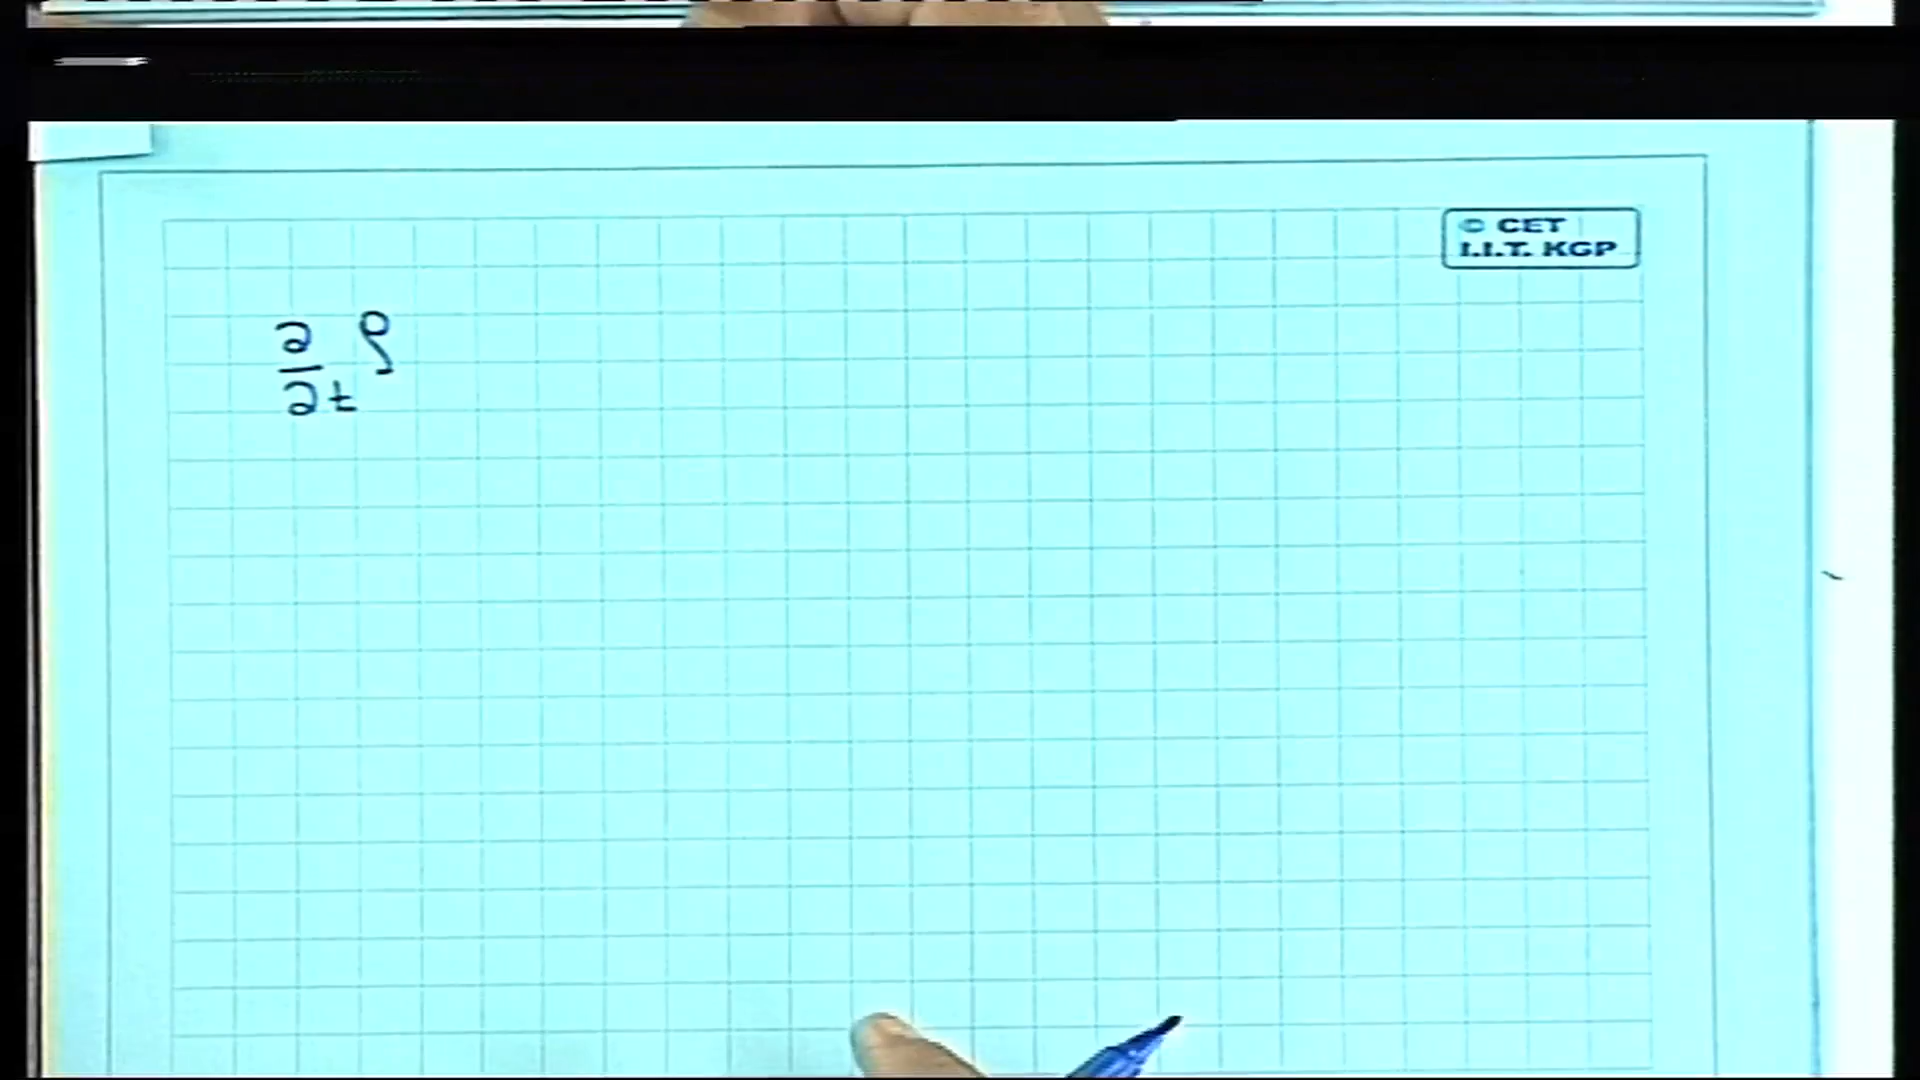 © CET
I.I.T. KGP
∂ ρ
∂t